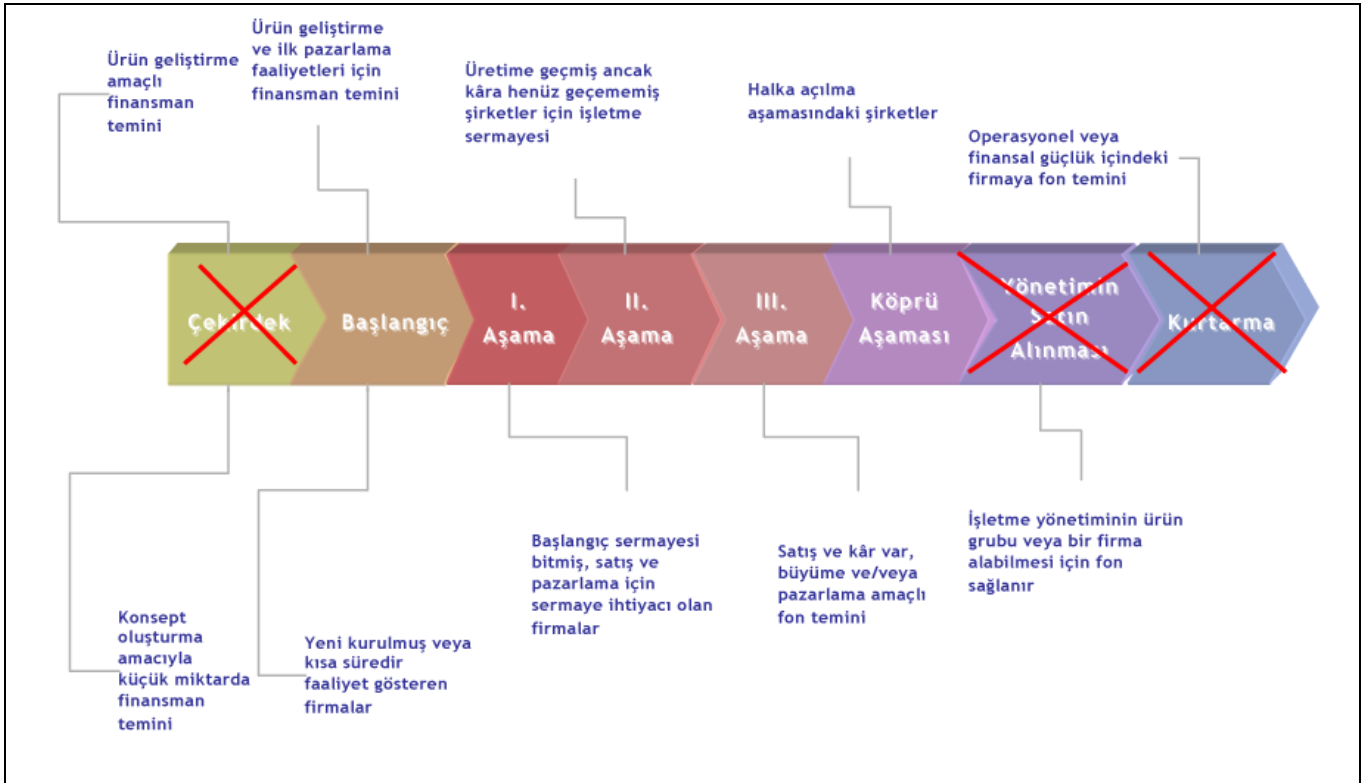 Ürün geliştirme
amaçlı
finansman
temini
Ürün geliştirme
ve ilk pazarlama
faaliyetleri için
finansman temini
Üretime geçmiş ancak
kâra henüz geçememiş
şirketler için işletme
sermayesi
Halka açılma
aşamasındaki şirketler
Operasyonel veya
finansal güçlük içindeki
firmaya fon temini
Çekirdek
Başlangıç
I.
Aşama
II.
Aşama
III.
Aşama
Köprü
Aşaması
Yönetimin
Satın
Alınması
Kurtarma
Konsept
oluşturma
amacıyla
küçük miktarda
finansman
temini
Yeni kurulmuş veya
kısa süredir
faaliyet gösteren
firmalar
Başlangıç sermayesi
bitmiş, satış ve
pazarlama için
sermaye ihtiyacı olan
firmalar
Satış ve kâr var,
büyüme ve/veya
pazarlama amaçlı
fon temini
İşletme yönetiminin ürün
grubu veya bir firma
alabilmesi için fon
sağlanır